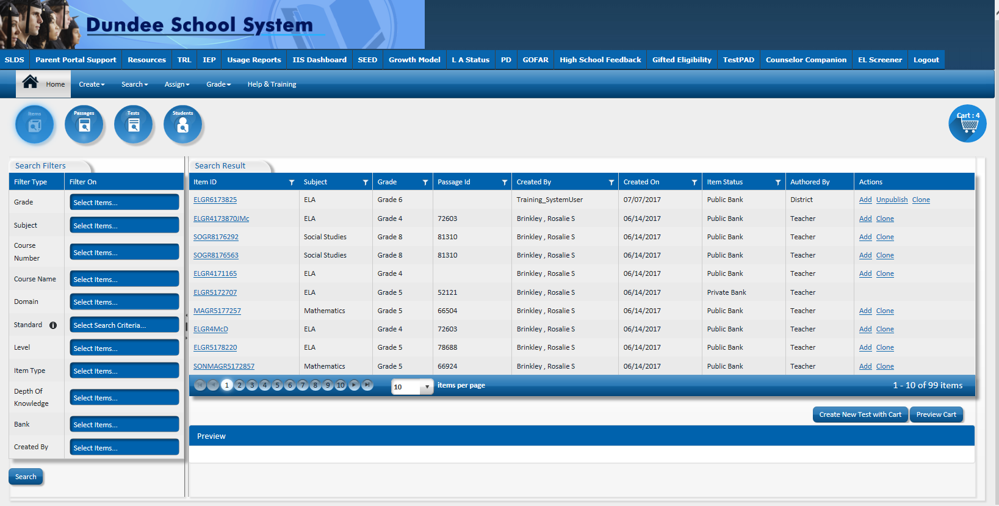 Dundee School System
SLDS Parent Portal Support Resources TRL IEP Usage Reports IIS Dashboard SEED Growth Model L A Status PD GOFAR High School Feedback Gifted Eligibility TestPAD Counselor Companion EL Screener Logout
Home Create Search Assign Grade Help & Training
Items Passages Tests Students Cart : 4
Search Filters
Filter Type Filter On
Grade Select Items...
Subject Select Items...
Course
Number Select Items...
Course Name Select Items...
Domain Select Items...
Standard Select Search Criteria...
Level Select Items...
Item Type Select Items...
Depth Of
Knowledge Select Items...
Bank Select Items...
Created By Select Items...
Search
Search Result
Item ID Subject Grade Passage Id Created By Created On Item Status Authored By Actions
ELGR6173825 ELA Grade 6 Training_SystemUser 07/07/2017 Public Bank District Add Unpublish Clone
ELGR4173870JMc ELA Grade 4 72603 Brinkley , Rosalie S 06/14/2017 Public Bank Teacher Add Clone
SOGR8176292 Social Studies Grade 8 81310 Brinkley , Rosalie S 06/14/2017 Public Bank Teacher Add Clone
SOGR8176563 Social Studies Grade 8 81310 Brinkley , Rosalie S 06/14/2017 Public Bank Teacher Add Clone
ELGR4171165 ELA Grade 4 Brinkley , Rosalie S 06/14/2017 Public Bank Teacher Add Clone
ELGR5172707 ELA Grade 5 52121 Brinkley , Rosalie S 06/14/2017 Private Bank Teacher
MAGR5177257 Mathematics Grade 5 66504 Brinkley , Rosalie S 06/14/2017 Public Bank Teacher Add Clone
ELGR4McD ELA Grade 4 72603 Brinkley , Rosalie S 06/14/2017 Public Bank Teacher Add Clone
ELGR5178220 ELA Grade 5 78688 Brinkley , Rosalie S 06/14/2017 Public Bank Teacher Add Clone
SONMAGR5172857 Mathematics Grade 5 66924 Brinkley , Rosalie S 06/14/2017 Public Bank Teacher Add Clone
1 2 3 4 5 6 7 8 9 10 10 items per page 1 - 10 of 99 items
Create New Test with Cart Preview Cart
Preview